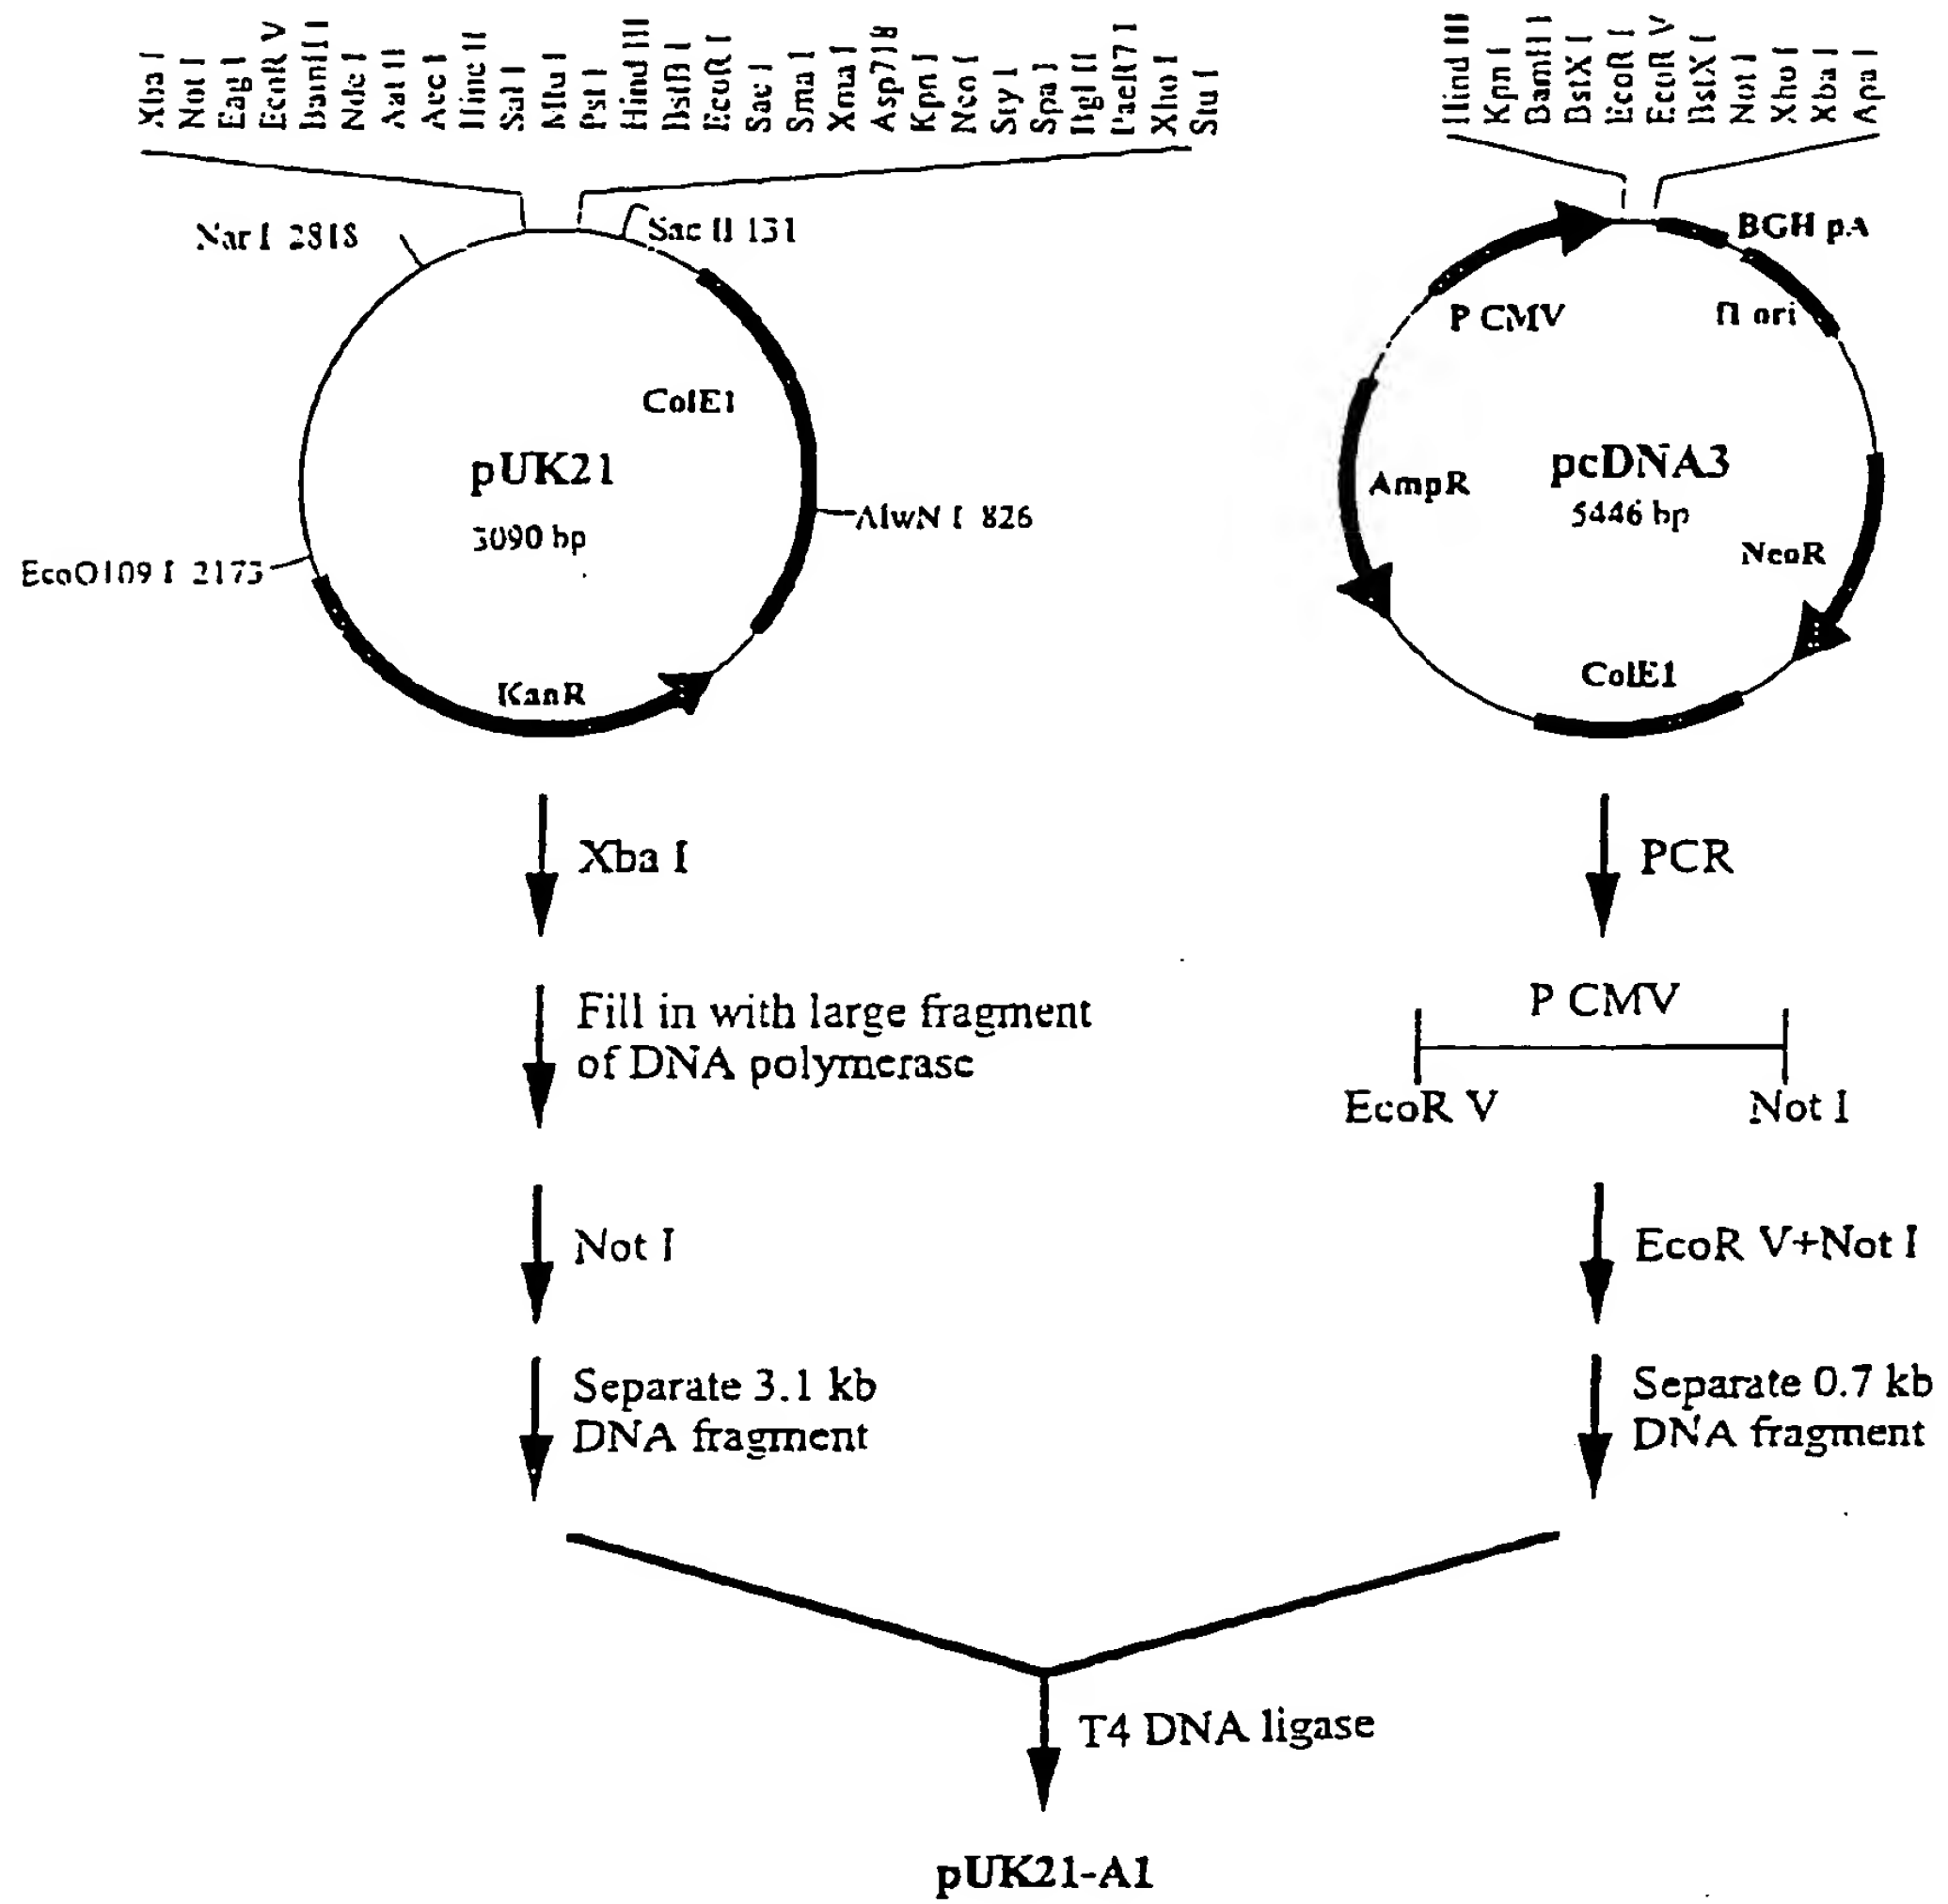 Xba I
Not I
Eag I
EcoR V
BamH I
Nde I
Aat II
Acc I
Hinc II
Sal I
Mlu I
Pst I
Hind III
BstB I
EcoR I
Sac I
Sma I
Xma I
Asp718
Kpn I
Nco I
Sty I
Spa I
Bgl II
PaeR7 I
Xho I
Stu I
Hind III
Kpn I
BamH I
BstX I
EcoR I
EcoR V
BstX I
Not I
Xho I
Xba I
Apa I
Nar I 2818
Sac II 131
ColE1
pUK21
3090 bp
AlwN I 826
EcoO109 I 2173
KanR
BGH pA
P CMV
f1 ori
AmpR
pcDNA3
5446 bp
NeoR
ColE1
Xba I
PCR
Fill in with large fragment
of DNA polymerase
P CMV
EcoR V
Not I
Not I
EcoR V+Not I
Separate 3.1 kb
DNA fragment
Separate 0.7 kb
DNA fragment
T4 DNA ligase
pUK21-A1